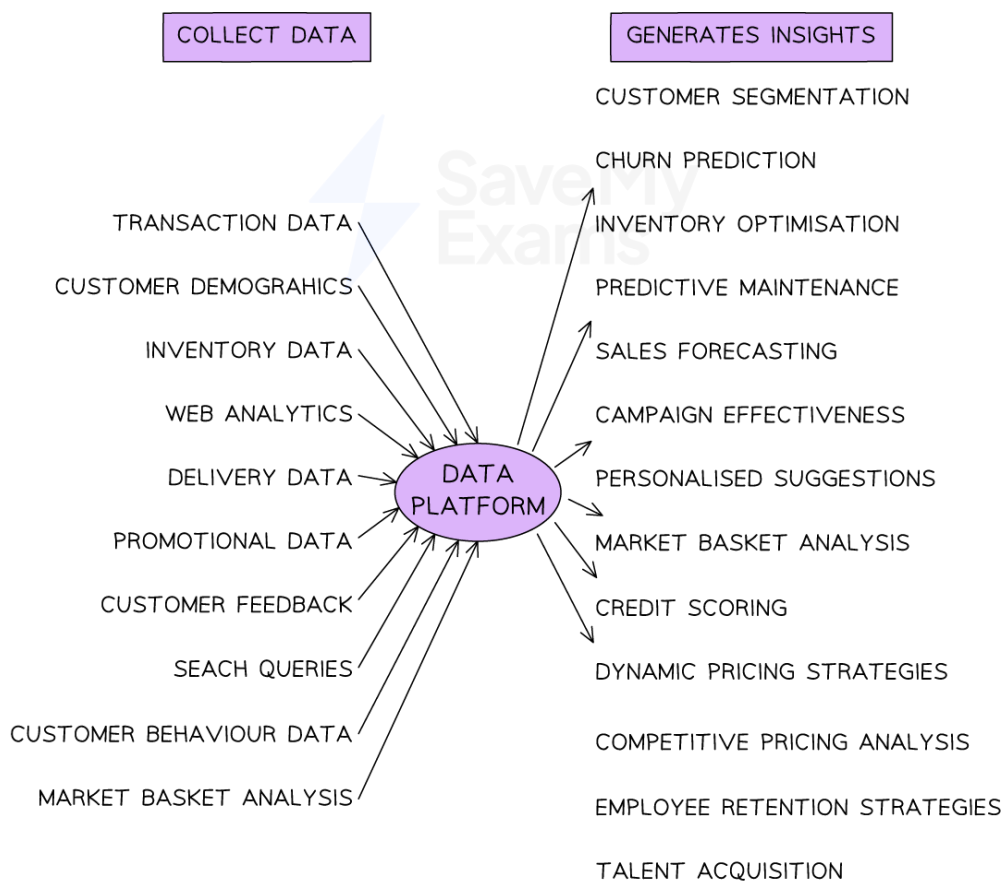 COLLECT DATA
GENERATES INSIGHTS
TRANSACTION DATA
CUSTOMER DEMOGRAHICS
INVENTORY DATA
WEB ANALYTICS
DELIVERY DATA
PROMOTIONAL DATA
CUSTOMER FEEDBACK
SEACH QUERIES
CUSTOMER BEHAVIOUR DATA
MARKET BASKET ANALYSIS
DATA
PLATFORM
CUSTOMER SEGMENTATION
CHURN PREDICTION
INVENTORY OPTIMISATION
PREDICTIVE MAINTENANCE
SALES FORECASTING
CAMPAIGN EFFECTIVENESS
PERSONALISED SUGGESTIONS
MARKET BASKET ANALYSIS
CREDIT SCORING
DYNAMIC PRICING STRATEGIES
COMPETITIVE PRICING ANALYSIS
EMPLOYEE RETENTION STRATEGIES
TALENT ACQUISITION
SaveMy
Exams